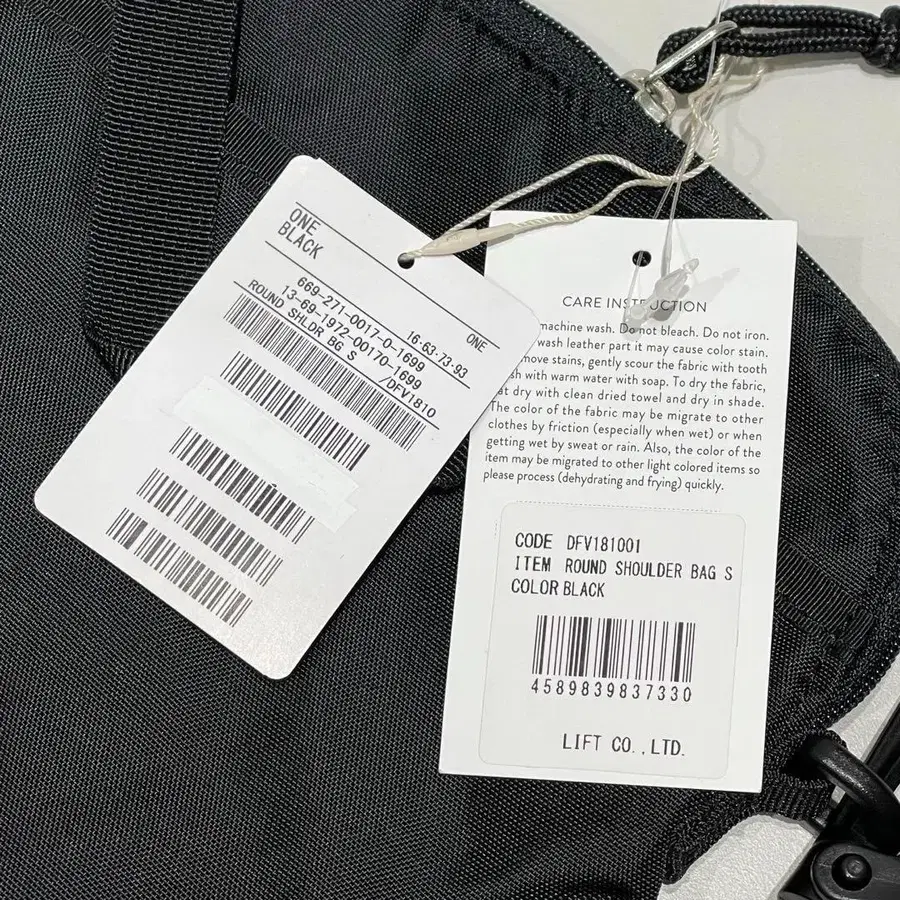 ONE
BLACK
16.63.73.93 ONE
669-271-0017-0-1699
13-69-1972-00170-1699
ROUND SHLDR BG S /DFV1810
CARE INSTRUCTION
machine wash. Do not bleach. Do not iron.
wash leather part it may cause color stain.
move stains, gently scour the fabric with tooth
with warm water with soap. To dry the fabric,
dry with clean dried towel and dry in shade.
The color of the fabric may be migrate to other
clothes by friction (especially when wet) or when
getting wet by sweat or rain. Also, the color of the
item may be migrated to other light colored items so
please process (dehydrating and frying) quickly.
CODE DFV181001
ITEM ROUND SHOULDER BAG S
COLOR BLACK
4589839837330
LIFT CO.,LTD.